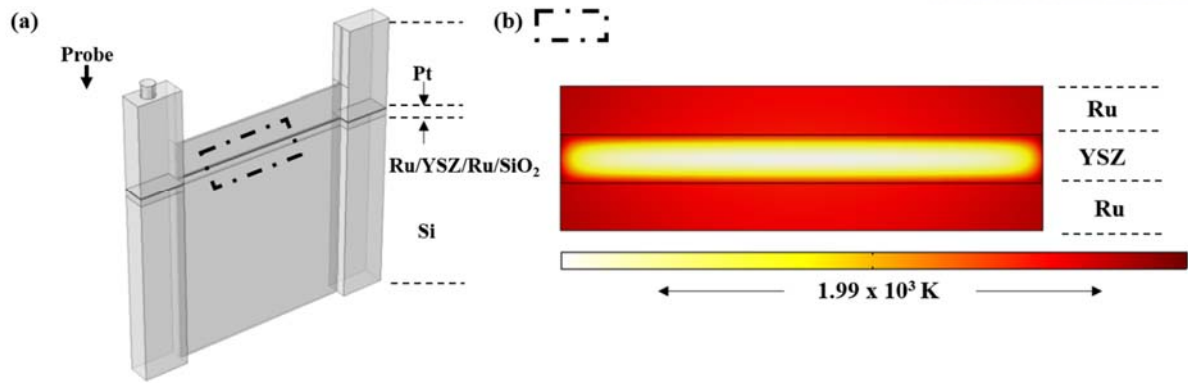 (a)
Probe
Pt
Ru/YSZ/Ru/SiO₂
Si
(b)
Ru
YSZ
Ru
1.99 x 10³ K